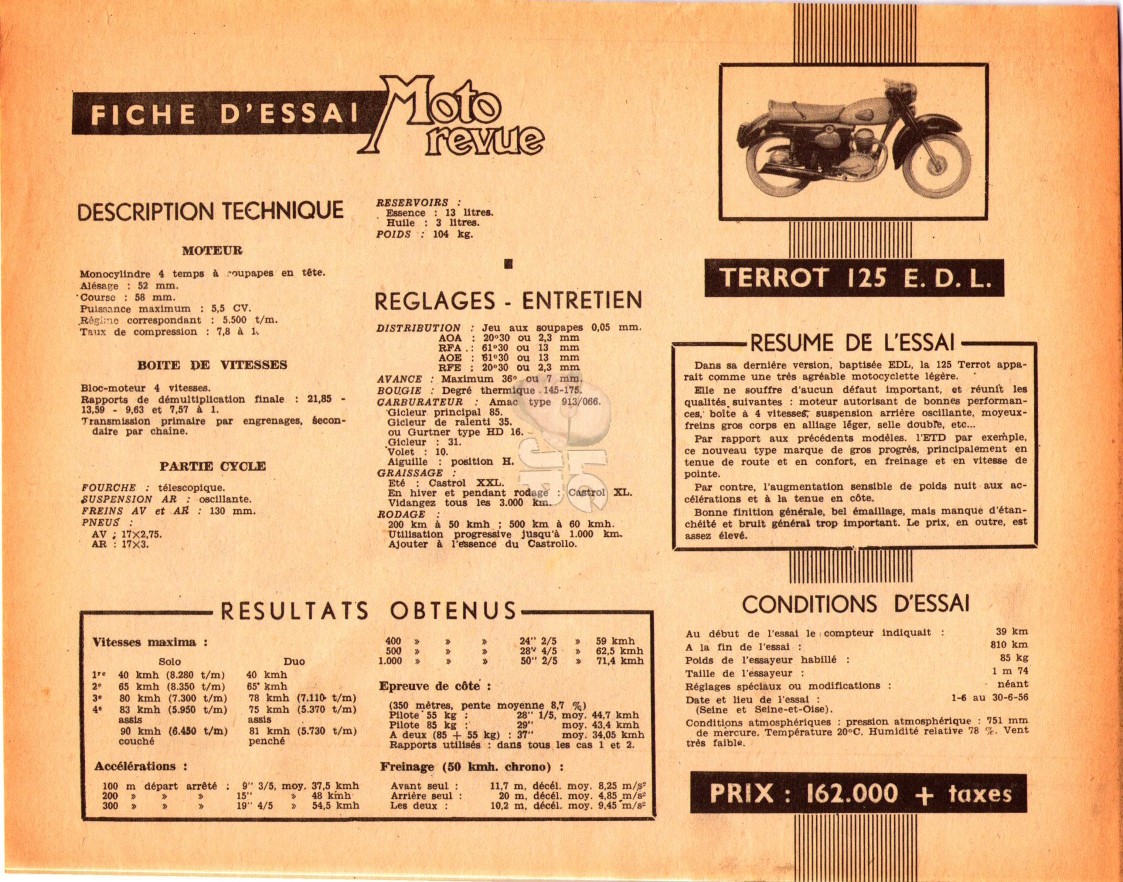 FICHE D'ESSAI Moto revue
DESCRIPTION TECHNIQUE
MOTEUR
Monocylindre 4 temps à soupapes en tête.
Alésage : 52 mm.
Course : 58 mm.
Puissance maximum : 5,5 CV.
Régime correspondant : 5.500 t/m.
Taux de compression : 7,8 à 1.
BOITE DE VITESSES
Bloc-moteur 4 vitesses.
Rapports de démultiplication finale : 21,85 -
13,59 - 9,63 et 7,57 à 1.
Transmission primaire par engrenages, secon-
daire par chaîne.
PARTIE CYCLE
FOURCHE : télescopique.
SUSPENSION AR : oscillante.
FREINS AV et AR : 130 mm.
PNEUS :
AV : 17×2,75.
AR : 17×3.
RESERVOIRS :
Essence : 13 litres.
Huile : 3 litres.
POIDS : 104 kg.
REGLAGES - ENTRETIEN
DISTRIBUTION : Jeu aux soupapes 0,05 mm.
AOA : 20°30 ou 2,3 mm
RFA : 61°30 ou 13 mm
AOE : 61°30 ou 13 mm
RFE : 20°30 ou 2,3 mm
AVANCE : Maximum 36° ou 7 mm.
BOUGIE : Degré thermique 145-175.
CARBURATEUR : Amac type 913/066.
Gicleur principal 85.
Gicleur de ralenti 35.
ou Gurtner type HD 16.
Gicleur : 31.
Volet : 10.
Aiguille : position H.
GRAISSAGE :
Eté : Castrol XXL.
En hiver et pendant rodage : Castrol XL.
Vidangez tous les 3.000 km.
RODAGE :
200 km à 50 kmh ; 500 km à 60 kmh.
Utilisation progressive jusqu'à 1.000 km.
Ajouter à l'essence du Castrollo.
TERROT 125 E. D. L.
RESUME DE L'ESSAI
Dans sa dernière version, baptisée EDL, la 125 Terrot appa-
rait comme une très agréable motocyclette légère.
Elle ne souffre d'aucun défaut important, et réunit les
qualités suivantes : moteur autorisant de bonnes performan-
ces, boîte à 4 vitesses, suspension arrière oscillante, moyeux-
freins gros corps en alliage léger, selle double, etc...
Par rapport aux précédents modèles. l'ETD par exemple,
ce nouveau type marque de gros progrès, principalement en
tenue de route et en confort, en freinage et en vitesse de
pointe.
Par contre, l'augmentation sensible de poids nuit aux ac-
célérations et à la tenue en côte.
Bonne finition générale, bel émaillage, mais manque d'étan-
chéité et bruit général trop important. Le prix, en outre, est
assez élevé.
RESULTATS OBTENUS
Vitesses maxima :
Solo Duo
1re 40 kmh (8.280 t/m) 40 kmh
2e 65 kmh (8.350 t/m) 65 kmh
3e 80 kmh (7.300 t/m) 78 kmh (7.110 t/m)
4e 83 kmh (5.950 t/m) 75 kmh (5.370 t/m)
assis assis
90 kmh (6.450 t/m) 81 kmh (5.730 t/m)
couché penché
Accélérations :
100 m départ arrêté : 9" 3/5, moy. 37,5 kmh
200 » » » 15" » 48 kmh
300 » » » 19" 4/5 » 54,5 kmh
400 » » » 24" 2/5 » 59 kmh
500 » » » 28" 4/5 » 62,5 kmh
1.000 » » » 50" 2/5 » 71,4 kmh
Epreuve de côté :
(350 mètres, pente moyenne 8,7 %)
Pilote 55 kg : 28" 1/5, moy. 44,7 kmh
Pilote 85 kg : 29" moy. 43,4 kmh
A deux (85 + 55 kg) : 37" moy. 34,05 kmh
Rapports utilisés : dans tous les cas 1 et 2.
Freinage (50 kmh. chrono) :
Avant seul : 11,7 m, décél. moy. 8,25 m/s²
Arrière seul : 20 m, décél. moy. 4,85 m/s²
Les deux : 10,2 m, décél. moy. 9,45 m/s²
CONDITIONS D'ESSAI
Au début de l'essai le compteur indiquait : 39 km
A la fin de l'essai : 810 km
Poids de l'essayeur habillé : 85 kg
Taille de l'essayeur : 1 m 74
Réglages spéciaux ou modifications : néant
Date et lieu de l'essai : 1-6 au 30-6-56
(Seine et Seine-et-Oise).
Conditions atmosphériques : pression atmosphérique : 751 mm
de mercure. Température 20°C. Humidité relative 78 %. Vent
très faible.
PRIX : 162.000 + taxes